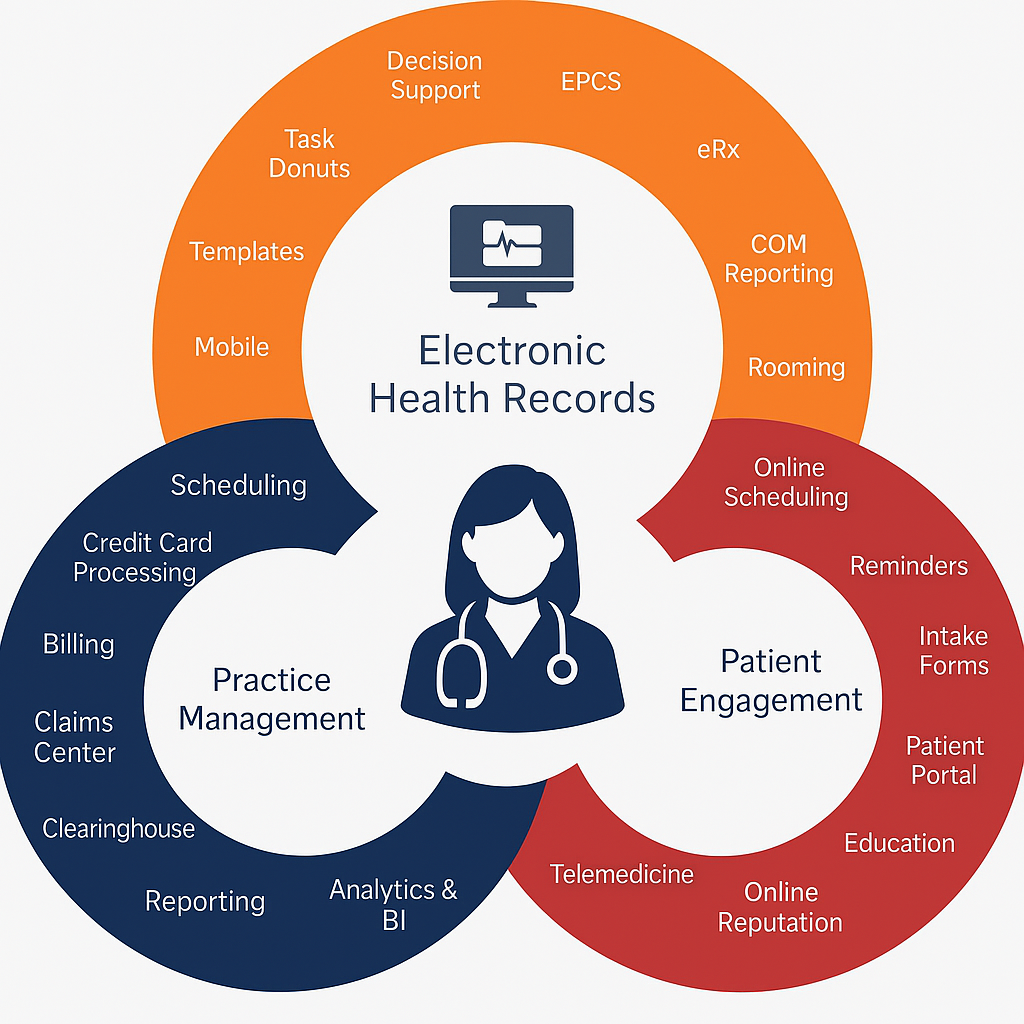 Decision
Support
EPCS
Task
Donuts
eRx
Templates
COM
Reporting
Mobile
Rooming
Electronic
Health Records
Scheduling
Credit Card
Processing
Billing
Claims
Center
Clearinghouse
Reporting
Analytics &
BI
Practice
Management
Online
Scheduling
Reminders
Intake
Forms
Patient
Portal
Education
Online
Reputation
Telemedicine
Patient
Engagement